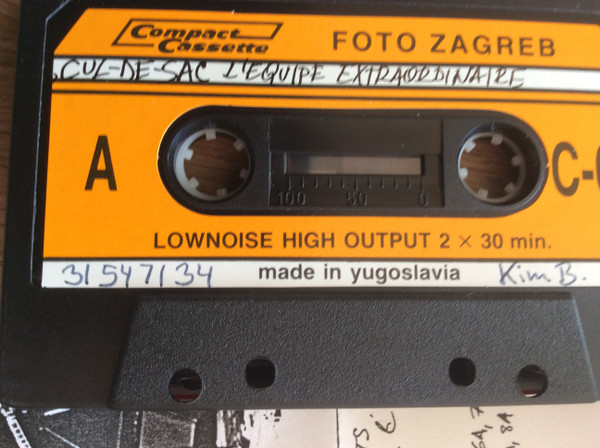 Compact Cassette
FOTO ZAGREB
CUL-DE-SAC L'EQUIPE EXTRAORDINAIRE
A
C-
100 50 0
LOWNOISE HIGH OUTPUT 2 × 30 min.
31547134 made in yugoslavia Kim B.